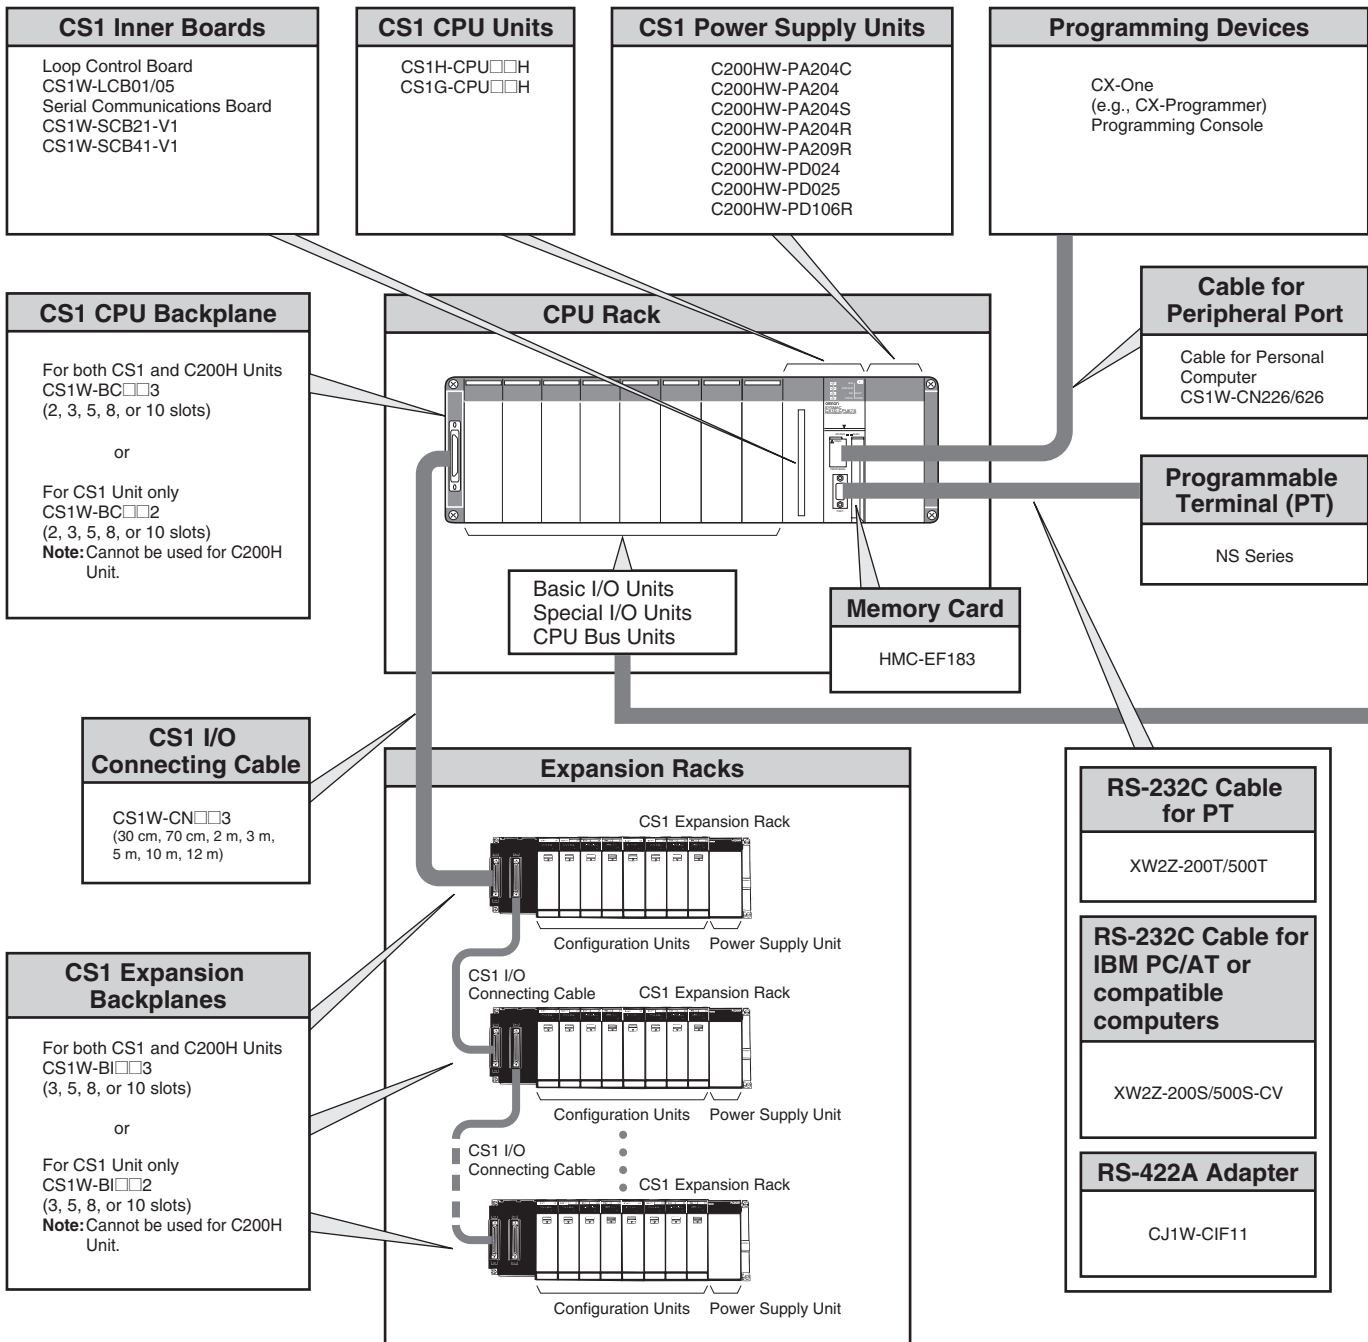 CS1 Inner Boards
Loop Control Board
CS1W-LCB01/05
Serial Communications Board
CS1W-SCB21-V1
CS1W-SCB41-V1
CS1 CPU Units
CS1H-CPU□□H
CS1G-CPU□□H
CS1 Power Supply Units
C200HW-PA204C
C200HW-PA204
C200HW-PA204S
C200HW-PA204R
C200HW-PA209R
C200HW-PD024
C200HW-PD025
C200HW-PD106R
Programming Devices
CX-One
(e.g., CX-Programmer)
Programming Console
CS1 CPU Backplane
For both CS1 and C200H Units
CS1W-BC□□3
(2, 3, 5, 8, or 10 slots)
or
For CS1 Unit only
CS1W-BC□□2
(2, 3, 5, 8, or 10 slots)
Note: Cannot be used for C200H
Unit.
CPU Rack
Basic I/O Units
Special I/O Units
CPU Bus Units
Memory Card
HMC-EF183
Cable for
Peripheral Port
Cable for Personal
Computer
CS1W-CN226/626
Programmable
Terminal (PT)
NS Series
CS1 I/O
Connecting Cable
CS1W-CN□□3
(30 cm, 70 cm, 2 m, 3 m,
5 m, 10 m, 12 m)
Expansion Racks
CS1 Expansion Rack
Configuration Units
Power Supply Unit
CS1 I/O
Connecting Cable
CS1 Expansion Rack
Configuration Units
Power Supply Unit
CS1 I/O
Connecting Cable
CS1 Expansion Rack
Configuration Units
Power Supply Unit
CS1 Expansion
Backplanes
For both CS1 and C200H Units
CS1W-BI□□3
(3, 5, 8, or 10 slots)
or
For CS1 Unit only
CS1W-BI□□2
(3, 5, 8, or 10 slots)
Note: Cannot be used for C200H
Unit.
RS-232C Cable
for PT
XW2Z-200T/500T
RS-232C Cable for
IBM PC/AT or
compatible
computers
XW2Z-200S/500S-CV
RS-422A Adapter
CJ1W-CIF11